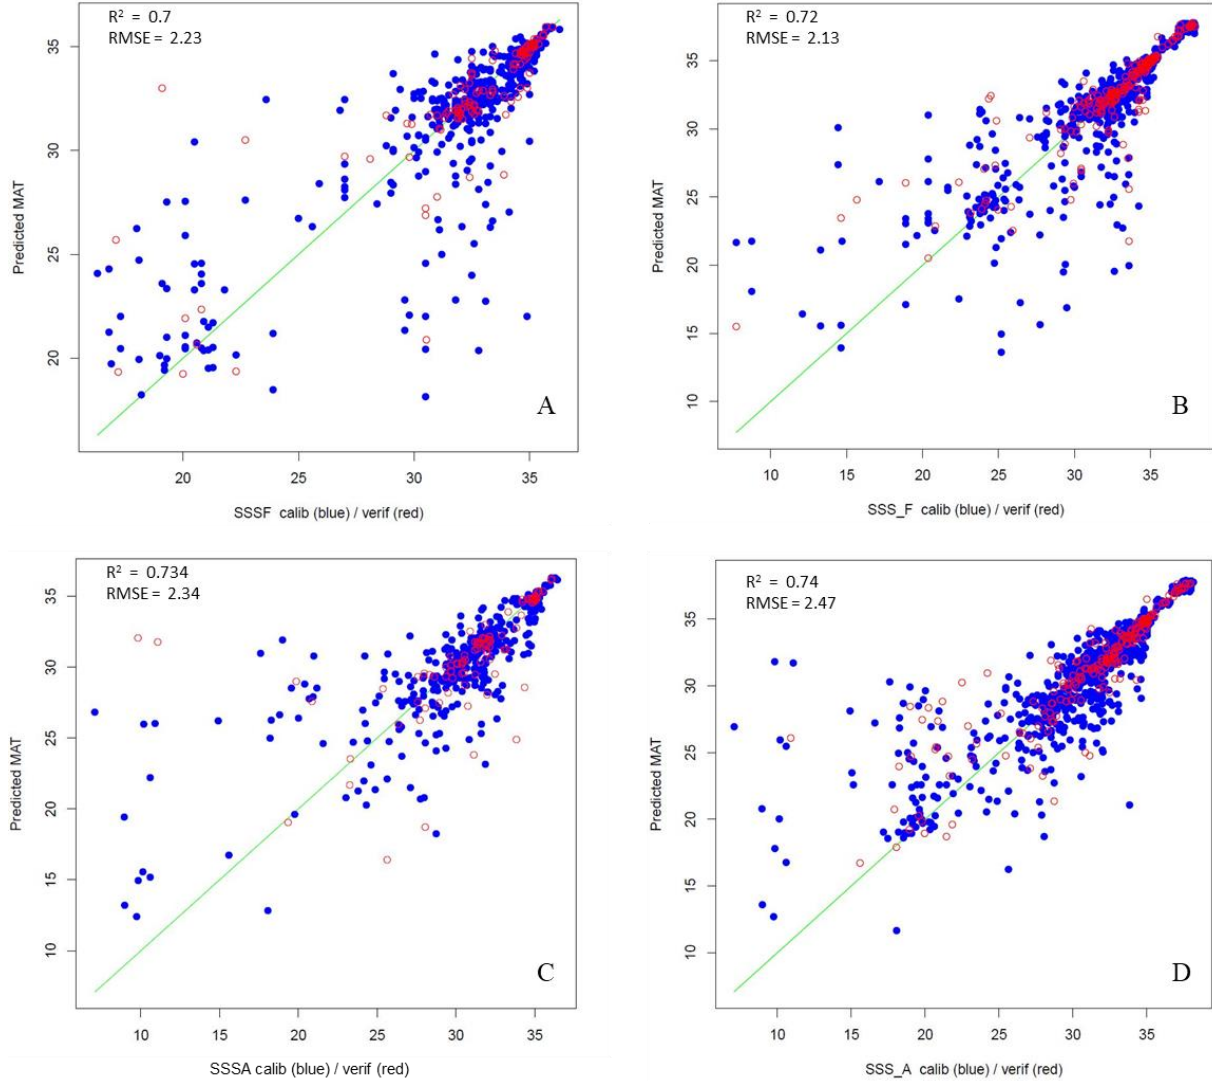 R² = 0.7
RMSE = 2.23
35
30
25
20
Predicted MAT
A
20
25
30
35
SSSF calib (blue) / verif (red)
R² = 0.72
RMSE = 2.13
35
30
25
20
15
10
Predicted MAT
B
10
15
20
25
30
35
SSS_F calib (blue) / verif (red)
R² = 0.734
RMSE = 2.34
35
30
25
20
15
10
Predicted MAT
C
10
15
20
25
30
35
SSSA calib (blue) / verif (red)
R² = 0.74
RMSE = 2.47
35
30
25
20
15
10
Predicted MAT
D
10
15
20
25
30
35
SSS_A calib (blue) / verif (red)